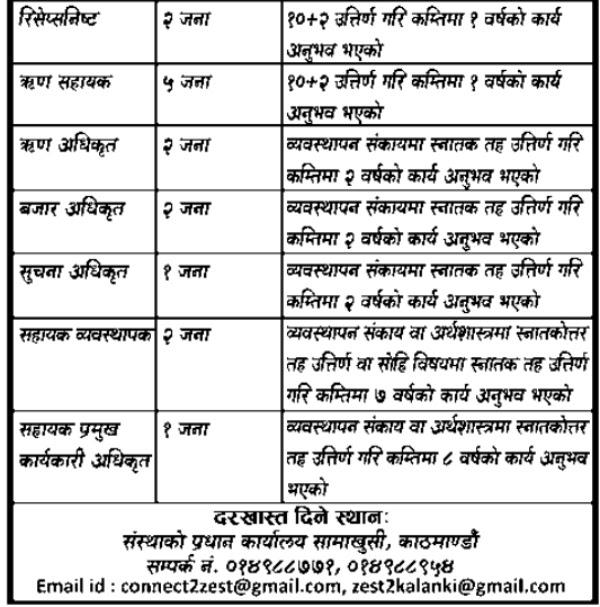 रिसेप्सनिष्ट २ जना १०+२ उत्तिर्ण गरि कम्तिमा १ वर्षको कार्य
अनुभव भएको
ऋण सहायक ५ जना १०+२ उत्तिर्ण गरि कम्तिमा १ वर्षको कार्य
अनुभव भएको
ऋण अधिकृत २ जना व्यवस्थापन संकायमा स्नातक तह उत्तिर्ण गरि
कम्तिमा २ वर्षको कार्य अनुभव भएको
बजार अधिकृत २ जना व्यवस्थापन संकायमा स्नातक तह उत्तिर्ण गरि
कम्तिमा २ वर्षको कार्य अनुभव भएको
सुचना अधिकृत १ जना व्यवस्थापन संकायमा स्नातक तह उत्तिर्ण गरि
कम्तिमा २ वर्षको कार्य अनुभव भएको
सहायक व्यवस्थापक २ जना व्यवस्थापन संकाय वा अर्थशास्त्रमा स्नातकोत्तर
तह उत्तिर्ण वा सोहि विषयमा स्नातक तह उत्तिर्ण
गरि कम्तिमा ७ वर्षको कार्य अनुभव भएको
सहायक प्रमुख १ जना व्यवस्थापन संकाय वा अर्थशास्त्रमा स्नातकोत्तर
कार्यकारी अधिकृत तह उत्तिर्ण गरि कम्तिमा ८ वर्षको कार्य अनुभव
भएको
दरखास्त दिने स्थानः
संस्थाको प्रधान कार्यालय सामाखुसी, काठमाण्डौं
सम्पर्क नं. ०१४९८८७७१, ०१४९८८९५४
Email id : connect2zest@gmail.com, zest2kalanki@gmail.com